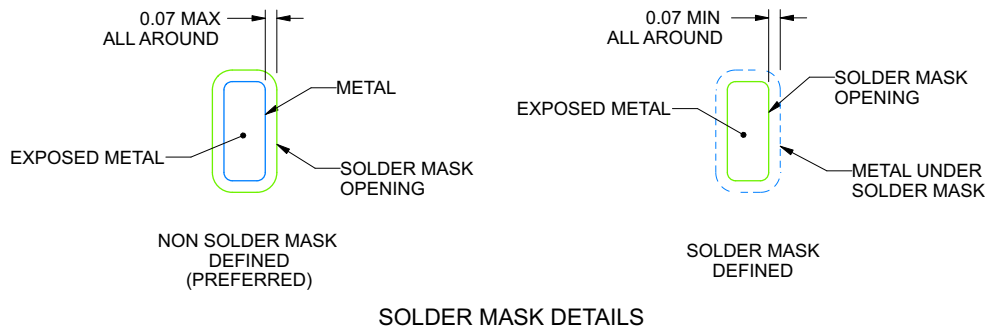 0.07 MAX
ALL AROUND
METAL
EXPOSED METAL
SOLDER MASK
OPENING
NON SOLDER MASK
DEFINED
(PREFERRED)
0.07 MIN
ALL AROUND
SOLDER MASK
OPENING
EXPOSED METAL
METAL UNDER
SOLDER MASK
SOLDER MASK
DEFINED
SOLDER MASK DETAILS